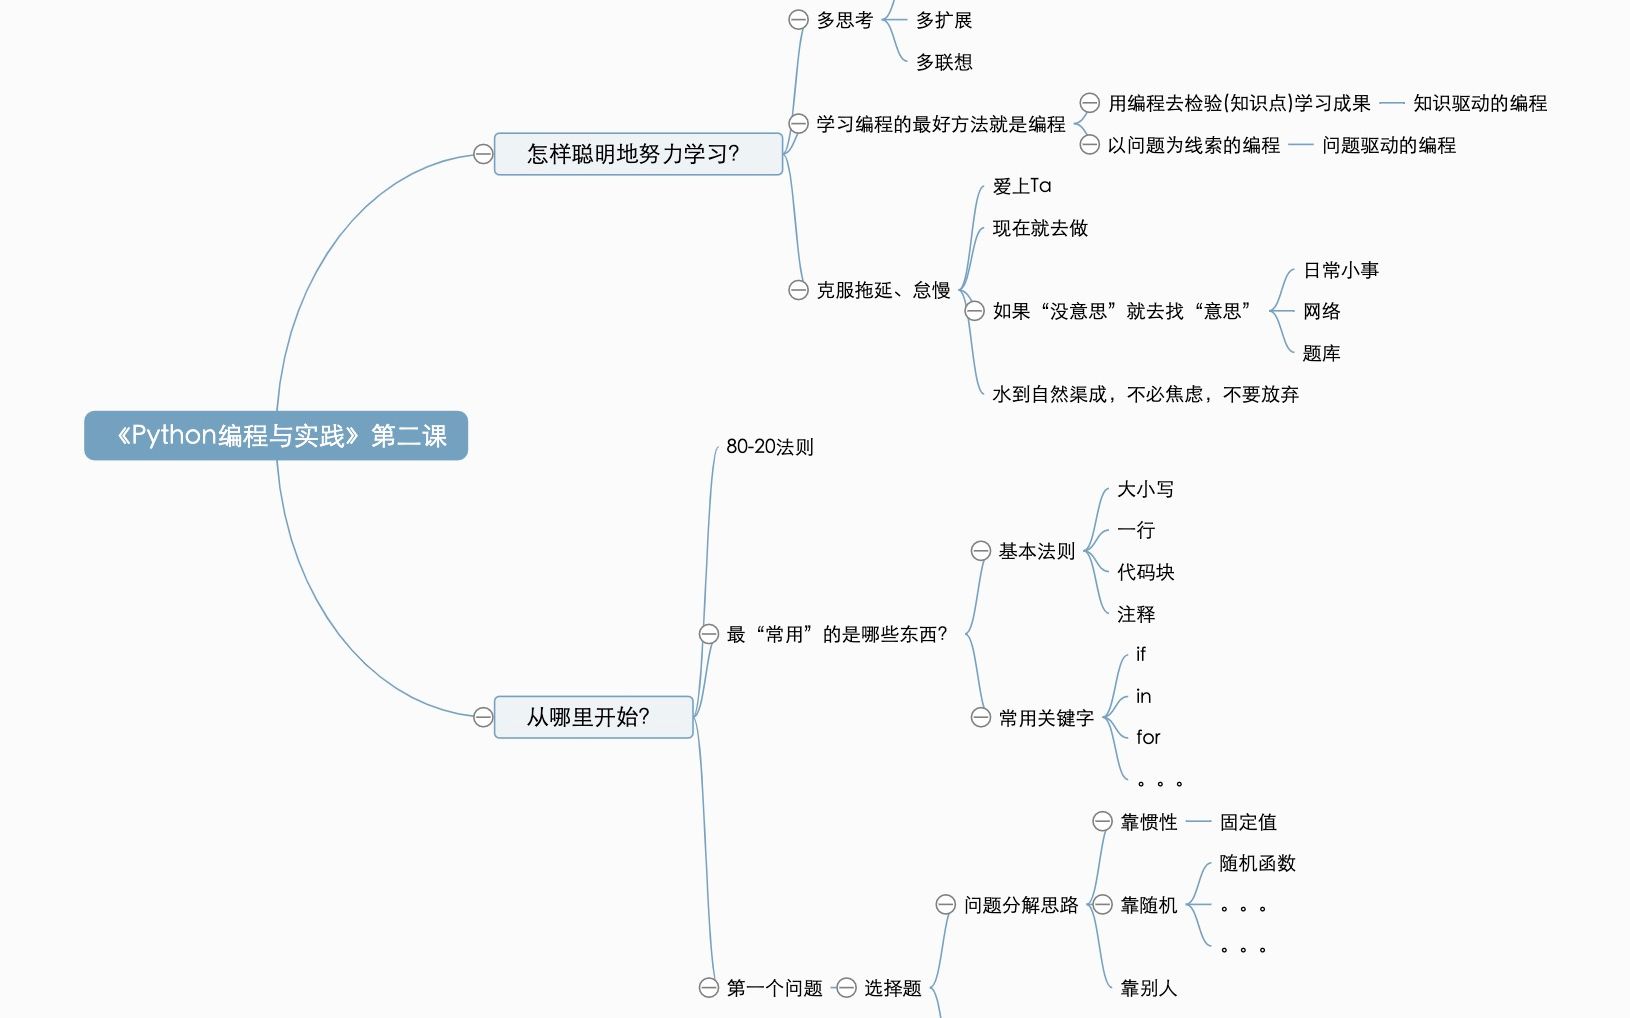 多思考
多扩展
多联想
学习编程的最好方法就是编程
用编程去检验(知识点)学习成果
知识驱动的编程
以问题为线索的编程
问题驱动的编程
怎样聪明地努力学习？
爱上Ta
现在就去做
克服拖延、怠慢
如果“没意思”就去找“意思”
日常小事
网络
题库
水到自然渠成，不必焦虑，不要放弃
《Python编程与实践》第二课
80-20法则
最“常用”的是哪些东西？
基本法则
大小写
一行
代码块
注释
常用关键字
if
in
for
。。。
从哪里开始？
第一个问题
选择题
问题分解思路
靠惯性
固定值
靠随机
随机函数
。。。
。。。
靠别人